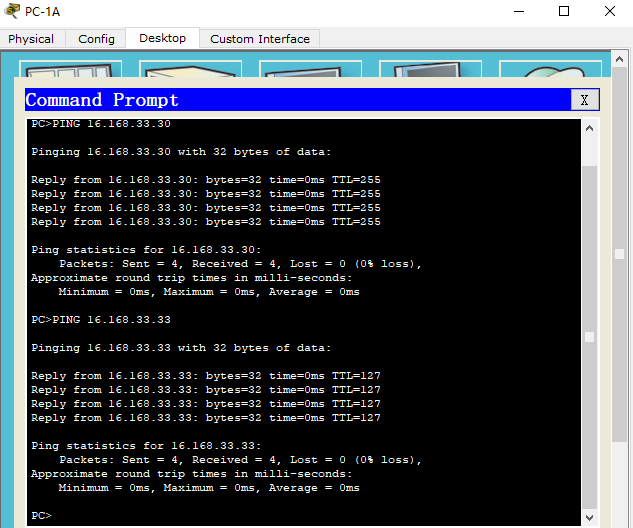 PC-1A
Physical Config Desktop Custom Interface
Command Prompt X
PC>PING 16.168.33.30
Pinging 16.168.33.30 with 32 bytes of data:
Reply from 16.168.33.30: bytes=32 time=0ms TTL=255
Reply from 16.168.33.30: bytes=32 time=0ms TTL=255
Reply from 16.168.33.30: bytes=32 time=0ms TTL=255
Reply from 16.168.33.30: bytes=32 time=0ms TTL=255
Ping statistics for 16.168.33.30:
Packets: Sent = 4, Received = 4, Lost = 0 (0% loss),
Approximate round trip times in milli-seconds:
Minimum = 0ms, Maximum = 0ms, Average = 0ms
PC>PING 16.168.33.33
Pinging 16.168.33.33 with 32 bytes of data:
Reply from 16.168.33.33: bytes=32 time=0ms TTL=127
Reply from 16.168.33.33: bytes=32 time=0ms TTL=127
Reply from 16.168.33.33: bytes=32 time=0ms TTL=127
Reply from 16.168.33.33: bytes=32 time=0ms TTL=127
Ping statistics for 16.168.33.33:
Packets: Sent = 4, Received = 4, Lost = 0 (0% loss),
Approximate round trip times in milli-seconds:
Minimum = 0ms, Maximum = 0ms, Average = 0ms
PC>